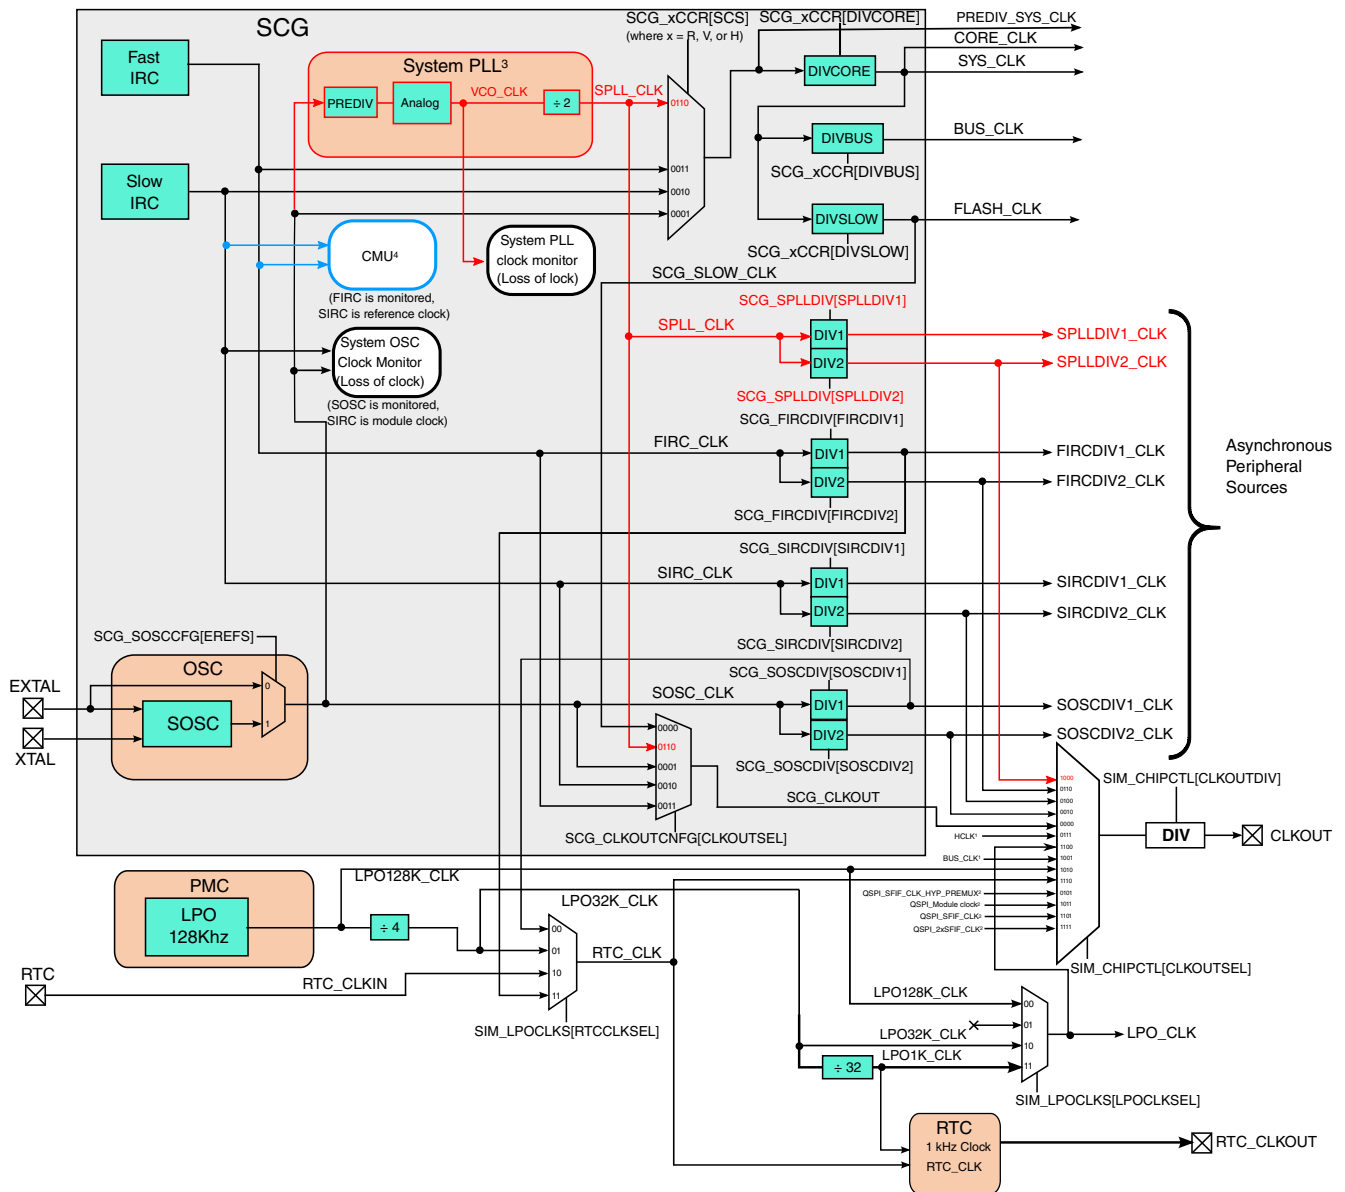 SCG
Fast
IRC
Slow
IRC
System PLL³
PREDIV
Analog
VCO_CLK
÷ 2
SPLL_CLK
SCG_xCCR[SCS]
(where x = R, V, or H)
0110
0011
0010
0001
SCG_xCCR[DIVCORE]
DIVCORE
PREDIV_SYS_CLK
CORE_CLK
SYS_CLK
DIVBUS
BUS_CLK
SCG_xCCR[DIVBUS]
DIVSLOW
FLASH_CLK
SCG_xCCR[DIVSLOW]
CMU⁴
(FIRC is monitored,
SIRC is reference clock)
System PLL
clock monitor
(Loss of lock)
System OSC
Clock Monitor
(Loss of clock)
(SOSC is monitored,
SIRC is module clock)
SCG_SLOW_CLK
SCG_SPLLDIV[SPLLDIV1]
SPLL_CLK
DIV1
DIV2
SPLLDIV1_CLK
SPLLDIV2_CLK
SCG_SPLLDIV[SPLLDIV2]
SCG_FIRCDIV[FIRCDIV1]
FIRC_CLK
DIV1
DIV2
FIRCDIV1_CLK
FIRCDIV2_CLK
SCG_FIRCDIV[FIRCDIV2]
Asynchronous
Peripheral
Sources
SCG_SIRCDIV[SIRCDIV1]
SIRC_CLK
DIV1
DIV2
SIRCDIV1_CLK
SIRCDIV2_CLK
SCG_SIRCDIV[SIRCDIV2]
SCG_SOSCCFG[EREFS]
OSC
EXTAL
XTAL
SOSC
0
1
SCG_SOSCDIV[SOSCDIV1]
SOSC_CLK
DIV1
DIV2
SOSCDIV1_CLK
SOSCDIV2_CLK
SCG_SOSCDIV[SOSCDIV2]
0000
0110
0001
0010
0011
SCG_CLKOUT
SCG_CLKOUTCNFG[CLKOUTSEL]
1000
0110
0100
0010
0000
HCLK¹ 0111
1100
BUS_CLK¹ 1001
1010
1110
QSPI_SFIF_CLK_HYP_PREMUX² 0101
QSPI_Module clock² 1011
QSPI_SFIF_CLK² 1101
QSPI_2xSFIF_CLK² 1111
SIM_CHIPCTL[CLKOUTDIV]
DIV
CLKOUT
SIM_CHIPCTL[CLKOUTSEL]
PMC
LPO
128Khz
LPO128K_CLK
÷ 4
LPO32K_CLK
00
01
10
11
RTC_CLK
RTC
RTC_CLKIN
SIM_LPOCLKS[RTCCLKSEL]
LPO128K_CLK
LPO32K_CLK
LPO1K_CLK
÷ 32
00
01
10
11
LPO_CLK
SIM_LPOCLKS[LPOCLKSEL]
RTC
1 kHz Clock
RTC_CLK
RTC_CLKOUT